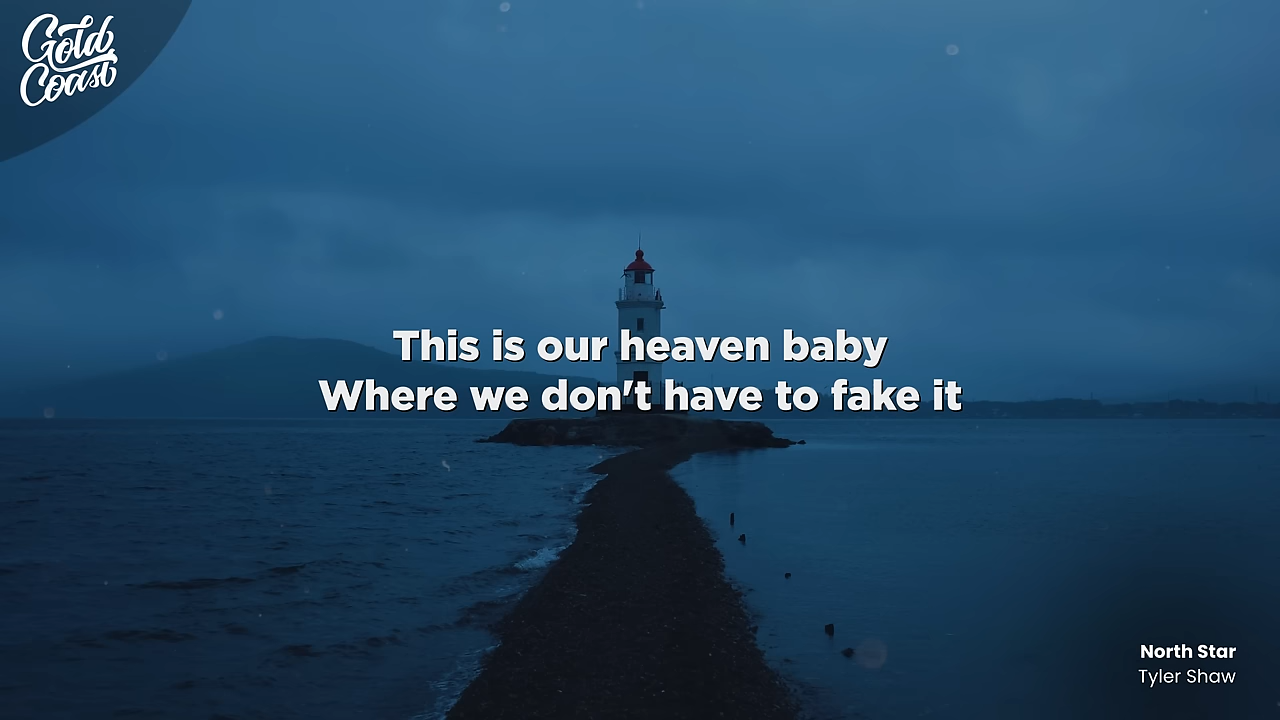 Gold
Coast
This is our heaven baby
Where we don't have to fake it
North Star
Tyler Shaw